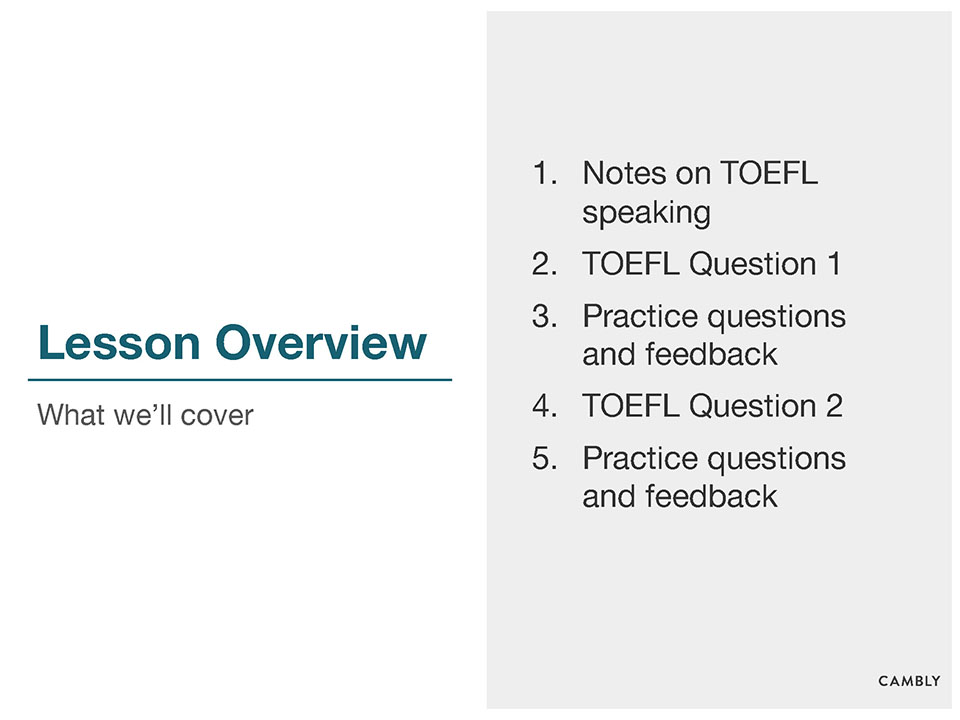 Lesson Overview
What we'll cover
1. Notes on TOEFL
speaking
2. TOEFL Question 1
3. Practice questions
and feedback
4. TOEFL Question 2
5. Practice questions
and feedback
CAMBLY